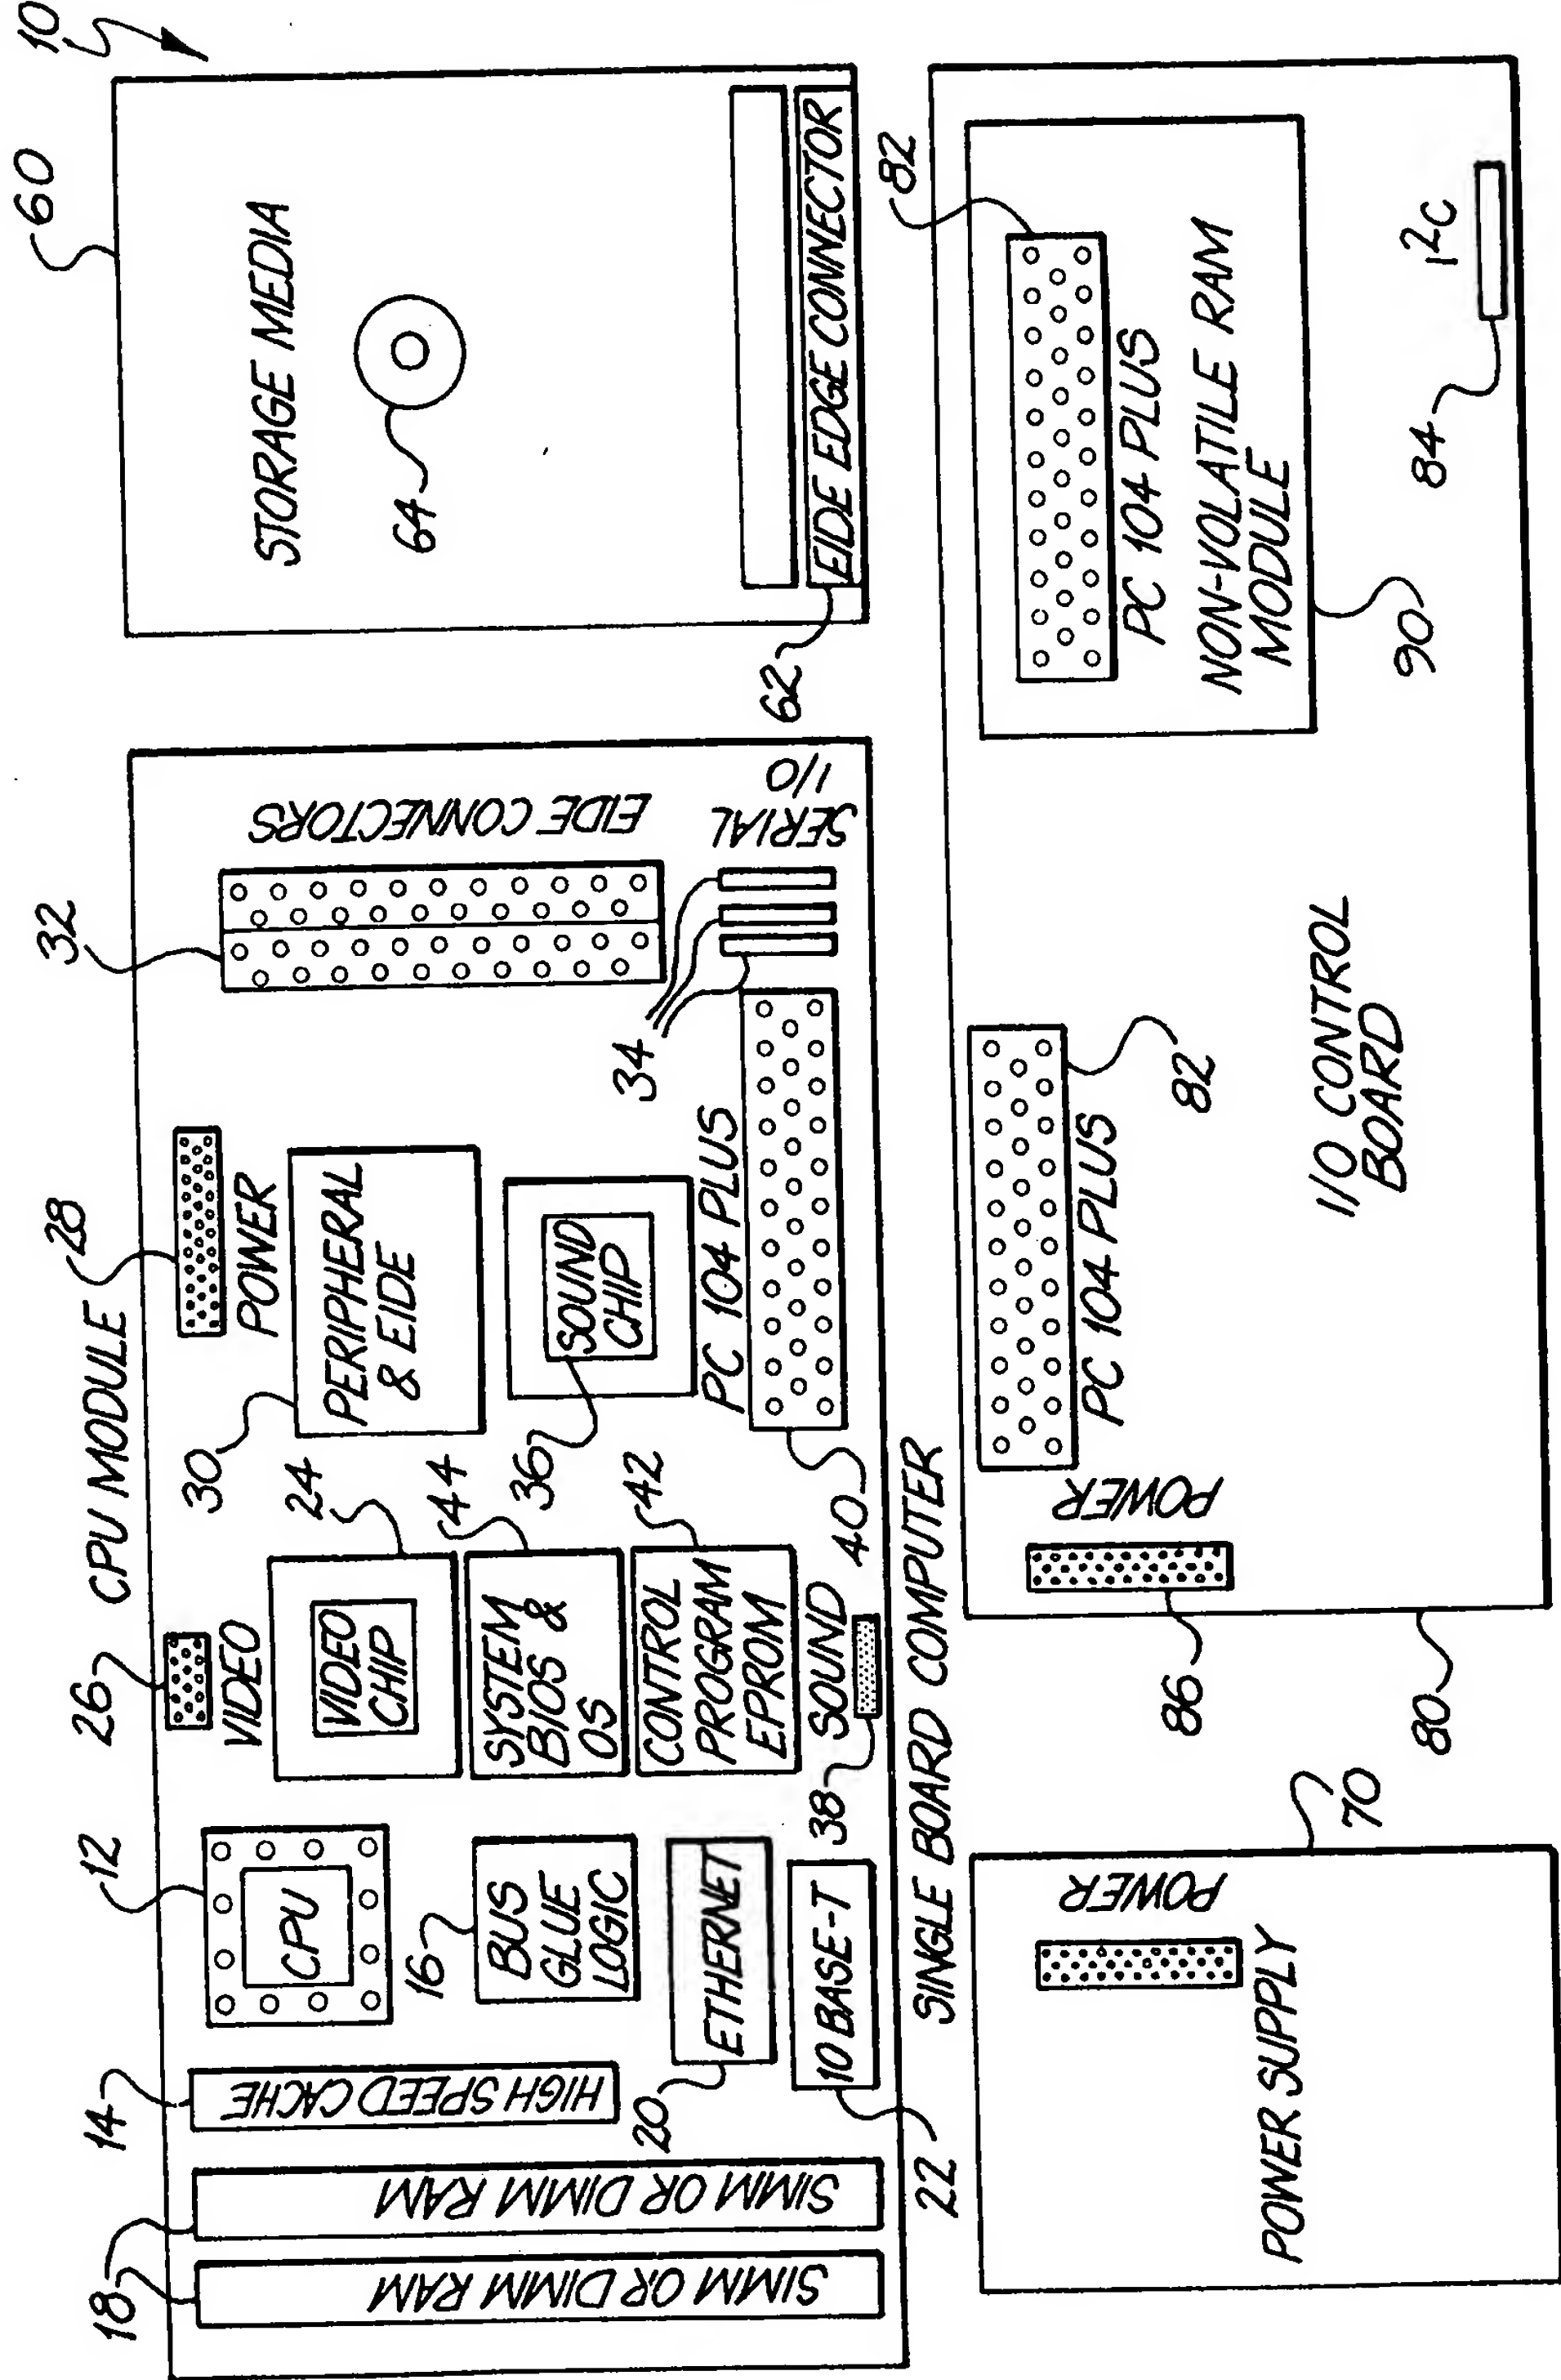 10
CPU MODULE
18
14
12
26
28
32
60
SIMM OR DIMM RAM
SIMM OR DIMM RAM
HIGH SPEED CACHE
CPU
16
BUS
GLUE
LOGIC
20
ETHERNET
10 BASE-T
22
VIDEO
VIDEO
CHIP
24
SYSTEM
BIOS &
OS
44
CONTROL
PROGRAM
EPROM
42
SOUND
38
POWER
30
PERIPHERAL
& EIDE
36
SOUND
CHIP
PC 104 PLUS
40
34
EIDE CONNECTORS
SERIAL
I/O
STORAGE MEDIA
64
62
EIDE EDGE CONNECTOR
SINGLE BOARD COMPUTER
POWER
POWER SUPPLY
70
POWER
86
80
PC 104 PLUS
82
I/O CONTROL
BOARD
82
PC 104 PLUS
NON-VOLATILE RAM
MODULE
90
84
I2C